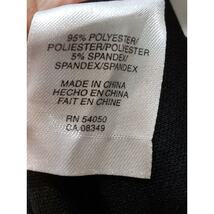 95% POLYESTER/
POLIESTER/POLIESTER
5% SPANDEX/
SPANDEX/SPANDEX
MADE IN CHINA
HECHO EN CHINA
FAIT EN CHINE
RN 54050
CA 08349